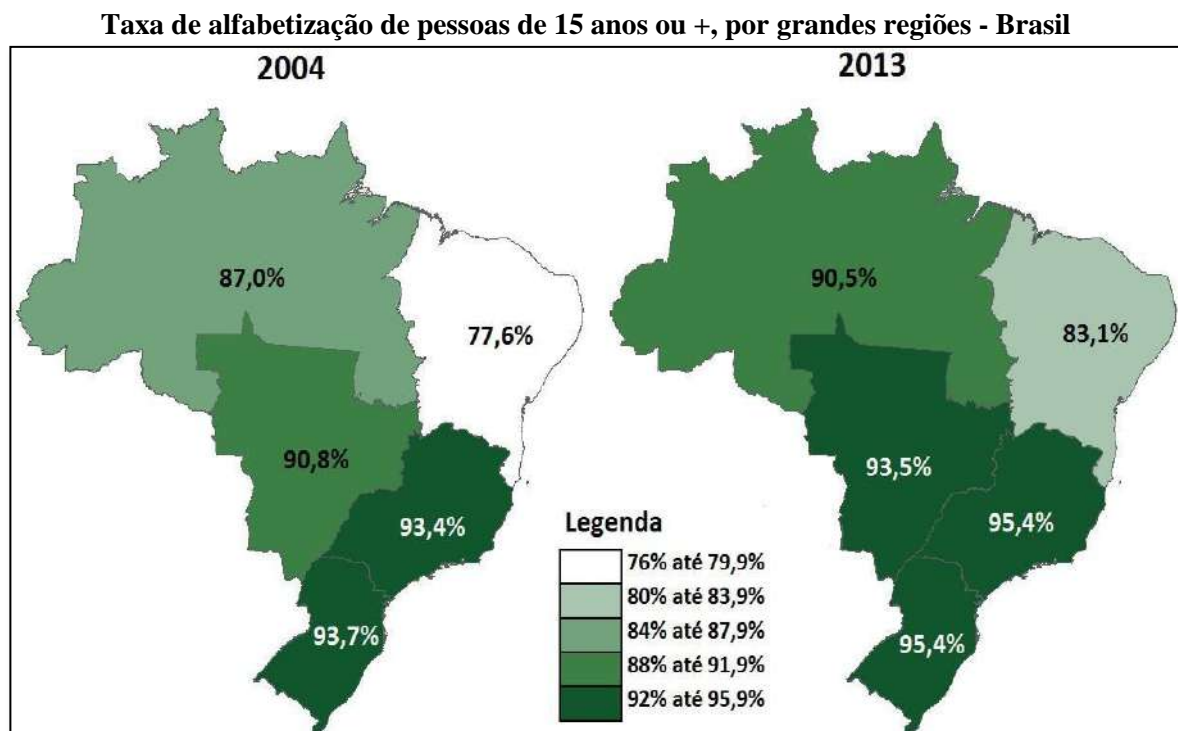 Taxa de alfabetização de pessoas de 15 anos ou +, por grandes regiões - Brasil
2004
2013
87,0%
77,6%
90,8%
93,4%
93,7%
90,5%
83,1%
93,5%
95,4%
95,4%
Legenda
76% até 79,9%
80% até 83,9%
84% até 87,9%
88% até 91,9%
92% até 95,9%